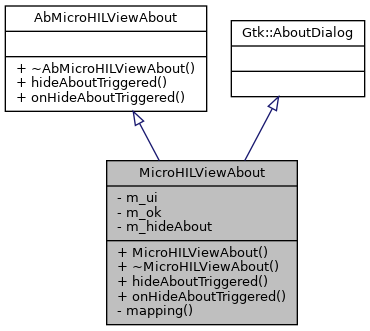 AbMicroHILViewAbout
+ ~AbMicroHILViewAbout()
+ hideAboutTriggered()
+ onHideAboutTriggered()
Gtk::AboutDialog
MicroHILViewAbout
- m_ui
- m_ok
- m_hideAbout
+ MicroHILViewAbout()
+ ~MicroHILViewAbout()
+ hideAboutTriggered()
+ onHideAboutTriggered()
- mapping()